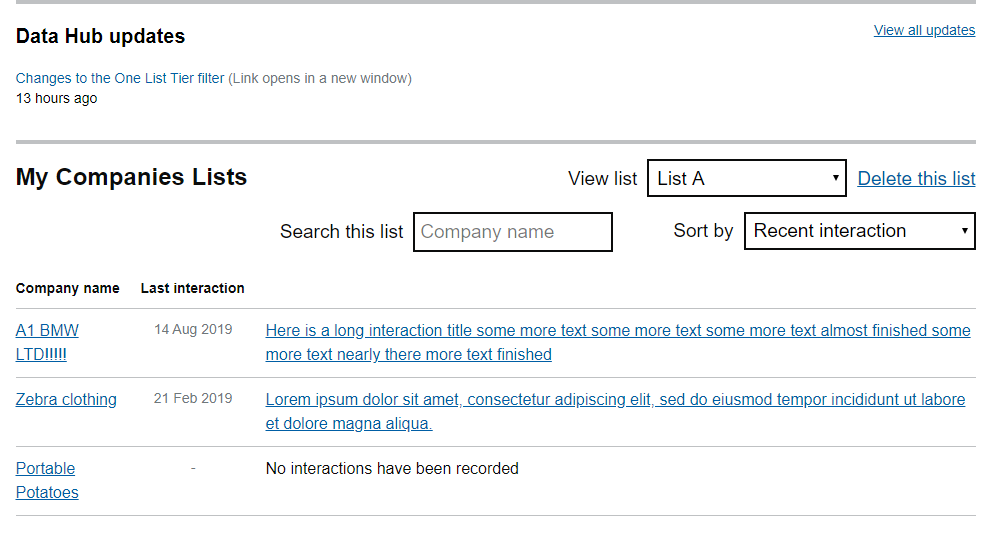 Data Hub updates
View all updates
Changes to the One List Tier filter (Link opens in a new window)
13 hours ago
My Companies Lists
View list
List A
Delete this list
Search this list
Company name
Sort by
Recent interaction
Company name
Last interaction
A1 BMW
LTD!!!!!
14 Aug 2019
Here is a long interaction title some more text some more text some more text almost finished some
more text nearly there more text finished
Zebra clothing
21 Feb 2019
Lorem ipsum dolor sit amet, consectetur adipiscing elit, sed do eiusmod tempor incididunt ut labore
et dolore magna aliqua.
Portable
Potatoes
-
No interactions have been recorded